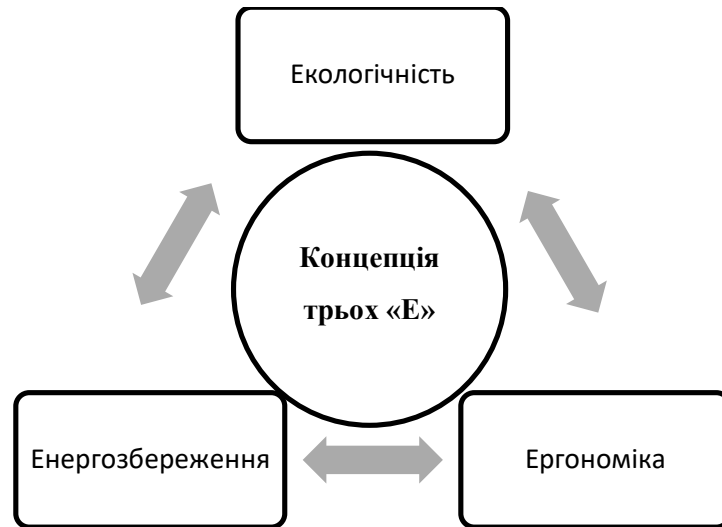 Екологічність
Концепція
трьох «Е»
Енергозбереження
Ергономіка